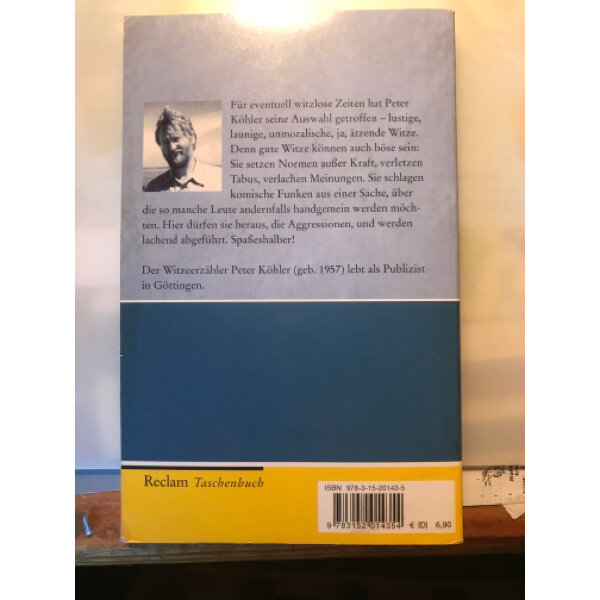 Für eventuell witzlose Zeiten hat Peter
Köhler seine Auswahl getroffen – lustige,
launige, unmoralische, ja, ätzende Witze.
Denn gute Witze können auch böse sein:
Sie setzen Normen außer Kraft, verletzen
Tabus, verlachen Meinungen. Sie schlagen
komische Funken aus einer Sache, über
die so manche Leute andernfalls handgemein werden möch-
ten. Hier dürfen sie heraus, die Aggressionen, und werden
lachend abgeführt. Spaßeshalber!
Der Witzeerzähler Peter Köhler (geb. 1957) lebt als Publizist
in Göttingen.
Reclam Taschenbuch
ISBN 978-3-15-20143-5
9 783152 014354
€ (D) 6,90